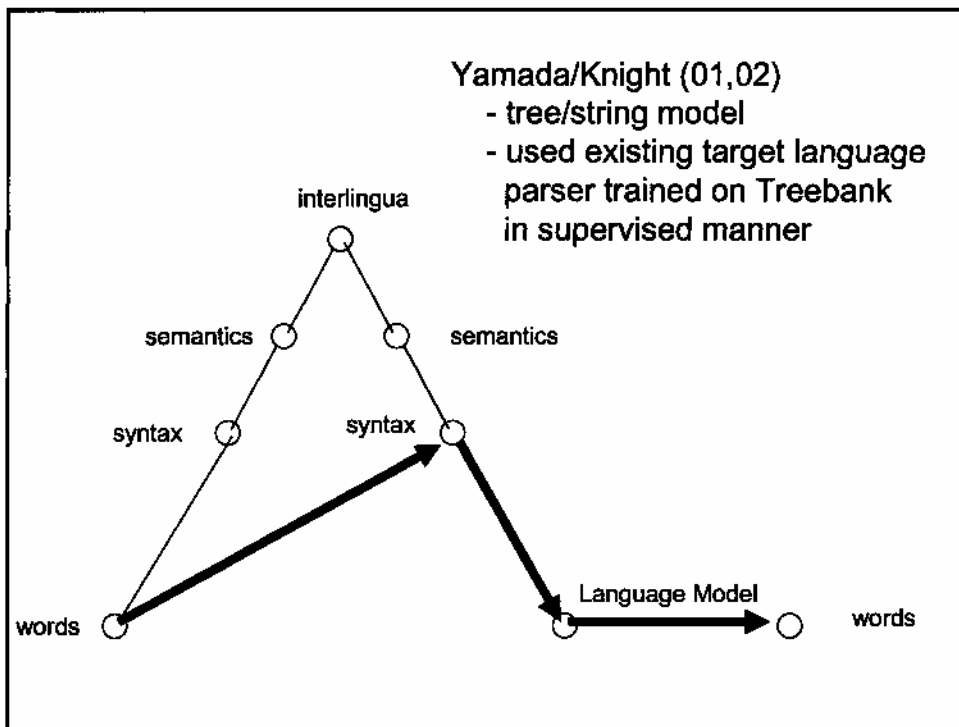 Yamada/Knight (01,02)
- tree/string model
- used existing target language
parser trained on Treebank
in supervised manner
interlingua
semantics
semantics
syntax
syntax
Language Model
words
words